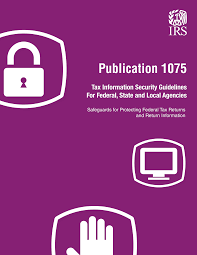 IRS
Publication 1075
Tax Information Security Guidelines
For Federal, State and Local Agencies
Safeguards for Protecting Federal Tax Returns
and Return Information